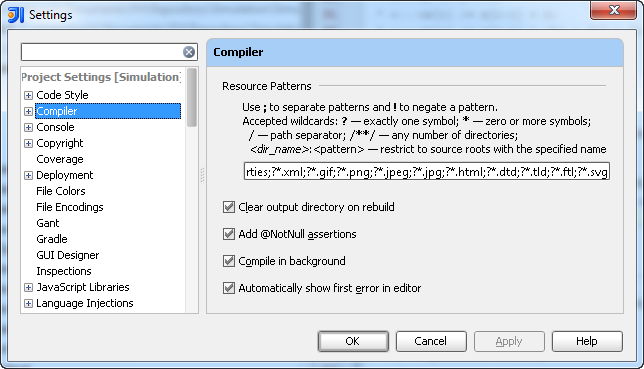 Settings
Project Settings [Simulation]
Code Style
Compiler
Console
Copyright
Coverage
Deployment
File Colors
File Encodings
Gant
Gradle
GUI Designer
Inspections
JavaScript Libraries
Language Injections
Compiler
Resource Patterns
Use ; to separate patterns and ! to negate a pattern.
Accepted wildcards: ? — exactly one symbol; * — zero or more symbols;
/ — path separator; /**/ — any number of directories;
<dir_name>:<pattern> — restrict to source roots with the specified name
rties;?*.xml;?*.gif;?*.png;?*.jpeg;?*.jpg;?*.html;?*.dtd;?*.tld;?*.ftl;?*.svg
Clear output directory on rebuild
Add @NotNull assertions
Compile in background
Automatically show first error in editor
OK
Cancel
Apply
Help